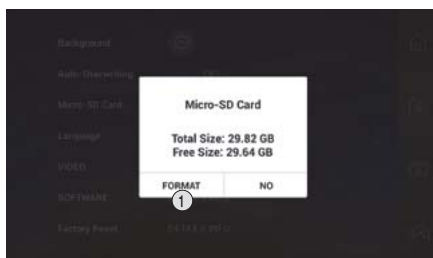 Background
Auto Overwriting
Micro-SD Card
Language
VIDEO
SOFTWARE
Factory Reset
Micro-SD Card
Total Size: 29.82 GB
Free Size: 29.64 GB
FORMAT NO
1